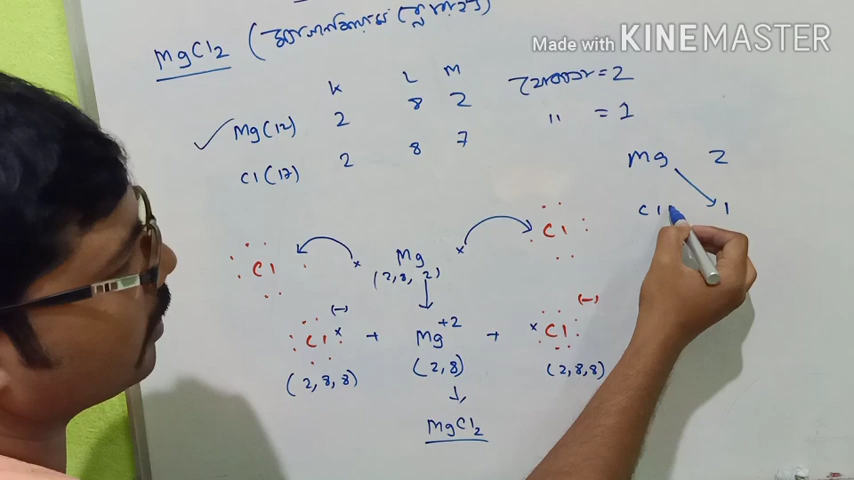 Made with KINEMASTER
MgCl2 (
K L M
Mg(12) 2 8 2 = 2
Cl(17) 2 8 7 " = 1
Mg 2
Cl 1
Cl x Mg x Cl
(2,8,2)
(-) (-)
Cl x + Mg+2 + x Cl
(2,8,8) (2,8) (2,8,8)
MgCl2